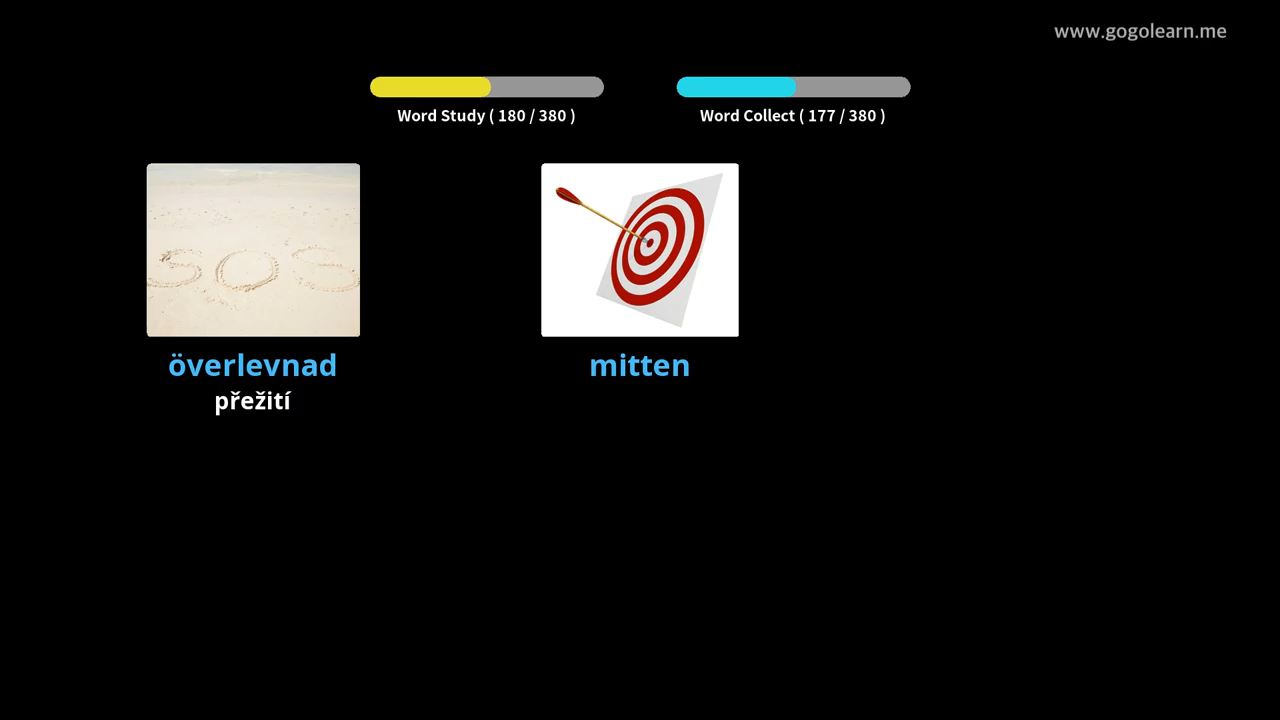 www.gogolearn.me
Word Study ( 180 / 380 )
Word Collect ( 177 / 380 )
SOS
överlevnad
mitten
přežití